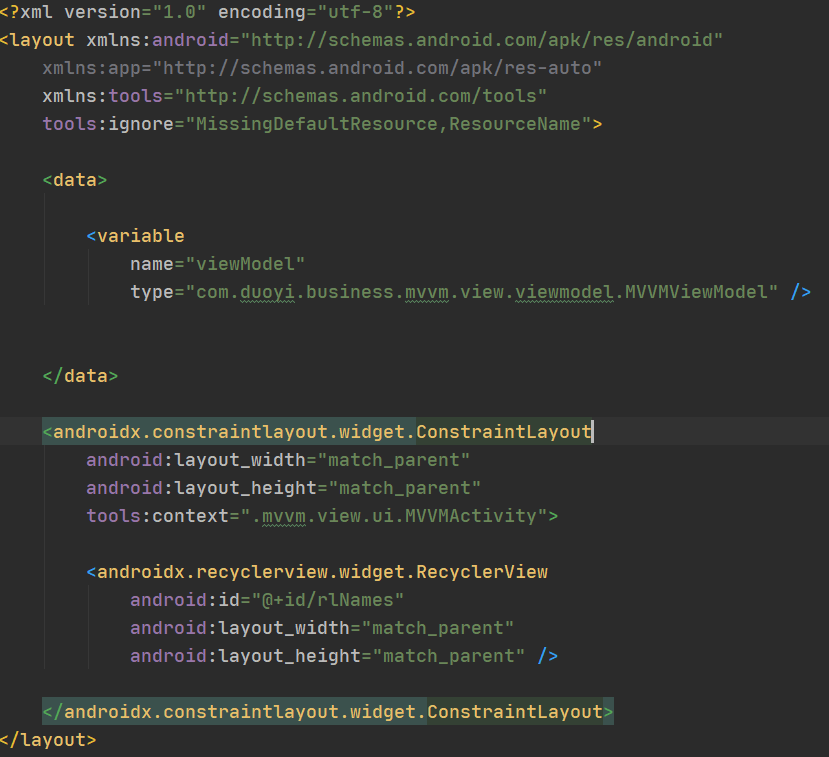 <?xml version="1.0" encoding="utf-8"?>
<layout xmlns:android="http://schemas.android.com/apk/res/android"
    xmlns:app="http://schemas.android.com/apk/res-auto"
    xmlns:tools="http://schemas.android.com/tools"
    tools:ignore="MissingDefaultResource,ResourceName">

    <data>

        <variable
            name="viewModel"
            type="com.duoyi.business.mvvm.view.viewmodel.MVVMViewModel" />


    </data>

    <androidx.constraintlayout.widget.ConstraintLayout
        android:layout_width="match_parent"
        android:layout_height="match_parent"
        tools:context=".mvvm.view.ui.MVVMActivity">

        <androidx.recyclerview.widget.RecyclerView
            android:id="@+id/rlNames"
            android:layout_width="match_parent"
            android:layout_height="match_parent" />

    </androidx.constraintlayout.widget.ConstraintLayout>
</layout>